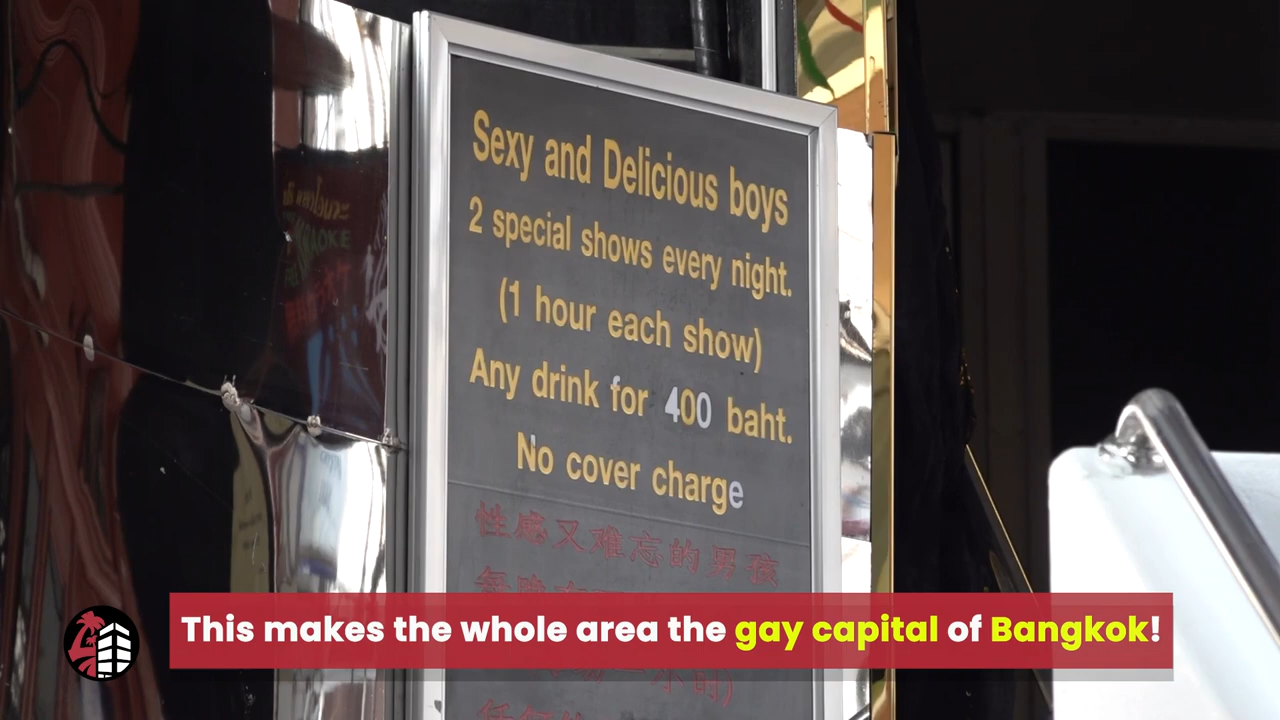 Sexy and Delicious boys
2 special shows every night.
(1 hour each show)
Any drink for 400 baht.
No cover charge
性感又难忘的男孩
This makes the whole area the gay capital of Bangkok!
小时)